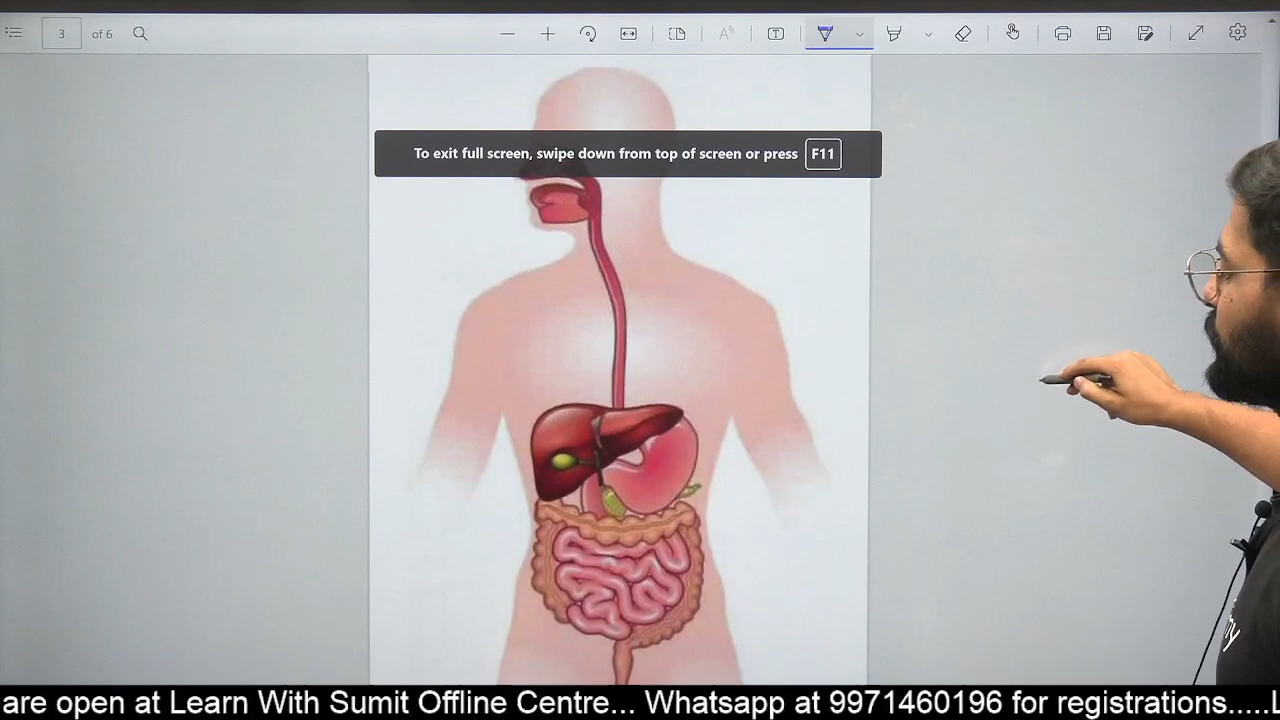 3 of 6
To exit full screen, swipe down from top of screen or press F11
are open at Learn With Sumit Offline Centre... Whatsapp at 9971460196 for registrations.....L